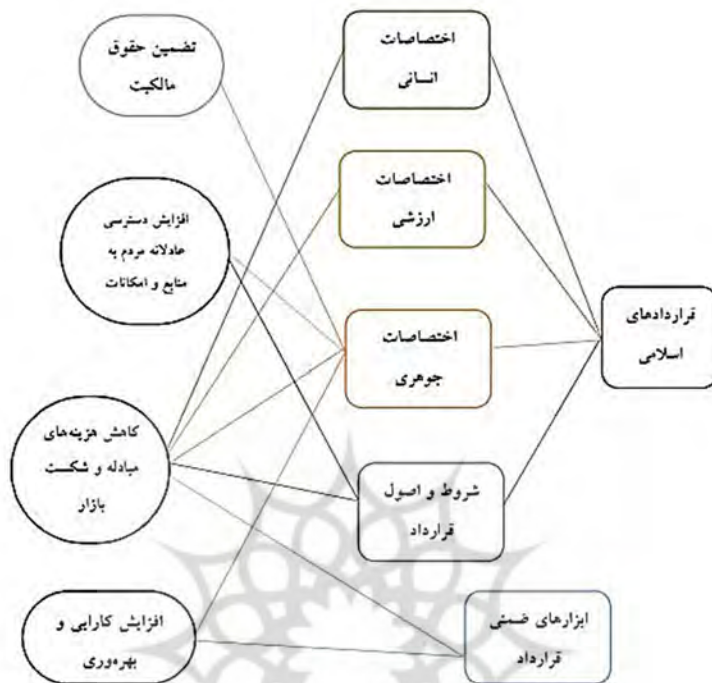 قراردادهای
اسلامی
اختصاصات
انسانی
اختصاصات
ارزشی
اختصاصات
جوهری
شروط و اصول
قرارداد
ابزارهای ضمنی
قرارداد
تضمین حقوق
مالکیت
افزایش دسترسی
عادلانه مردم به
منابع و امکانات
کاهش هزینه‌های
مبادله و شکست
بازار
افزایش کارایی و
بهره‌وری